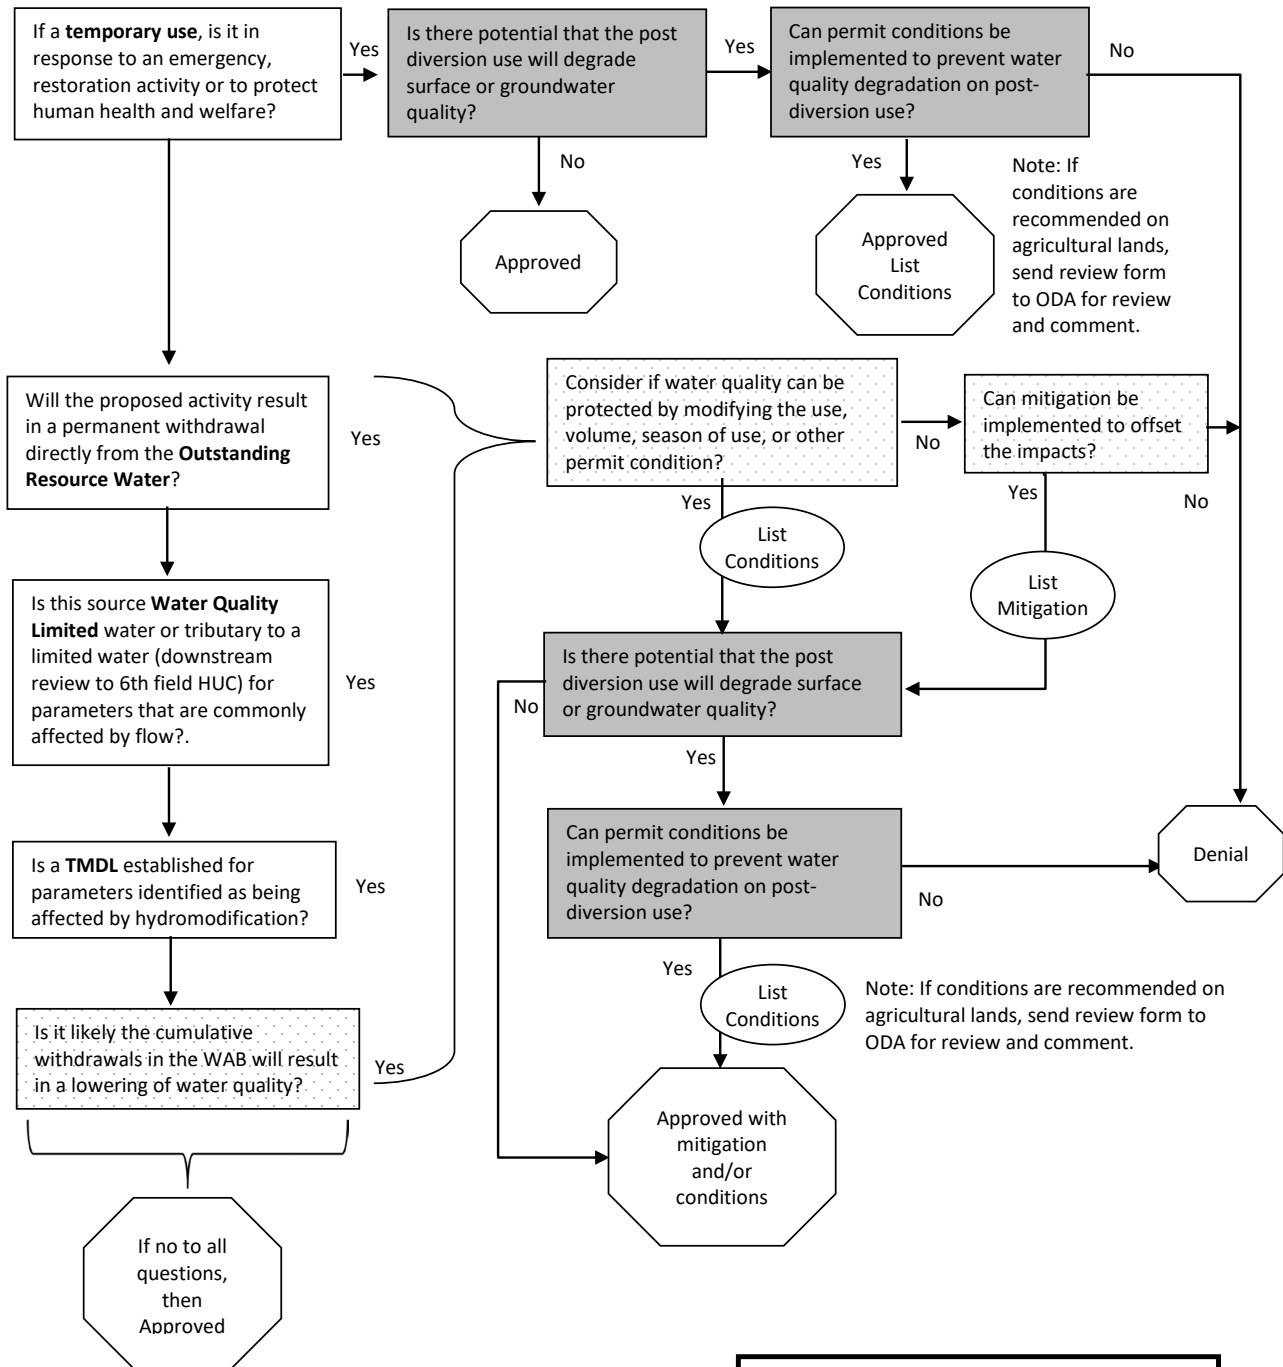 If a temporary use, is it in
response to an emergency,
restoration activity or to protect
human health and welfare?
Yes
Is there potential that the post
diversion use will degrade
surface or groundwater
quality?
Yes
Can permit conditions be
implemented to prevent water
quality degradation on post-
diversion use?
No
No
Approved
Yes
Approved
List
Conditions
Note: If
conditions are
recommended on
agricultural lands,
send review form
to ODA for review
and comment.
Will the proposed activity result
in a permanent withdrawal
directly from the Outstanding
Resource Water?
Yes
Consider if water quality can be
protected by modifying the use,
volume, season of use, or other
permit condition?
No
Can mitigation be
implemented to offset
the impacts?
No
Yes
List
Conditions
Yes
List
Mitigation
Is this source Water Quality
Limited water or tributary to a
limited water (downstream
review to 6th field HUC) for
parameters that are commonly
affected by flow?.
Yes
Is there potential that the post
diversion use will degrade surface
or groundwater quality?
No
Yes
Is a TMDL established for
parameters identified as being
affected by hydromodification?
Yes
Can permit conditions be
implemented to prevent water
quality degradation on post-
diversion use?
No
Denial
Yes
List
Conditions
Note: If conditions are recommended on
agricultural lands, send review form to
ODA for review and comment.
Is it likely the cumulative
withdrawals in the WAB will result
in a lowering of water quality?
Yes
Approved with
mitigation
and/or
conditions
If no to all
questions,
then
Approved